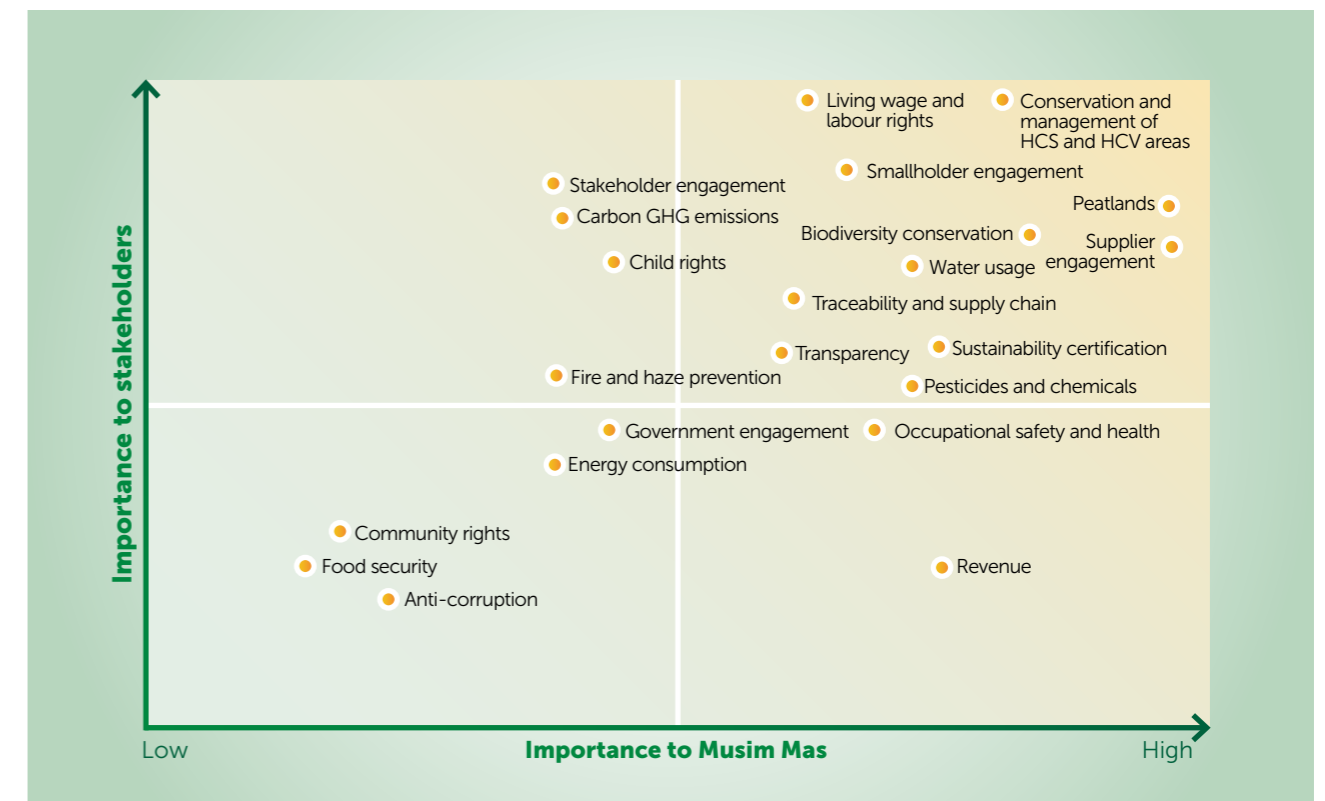 Importance to stakeholders
Living wage and
labour rights
Conservation and
management of
HCS and HCV areas
Smallholder engagement
Stakeholder engagement
Peatlands
Carbon GHG emissions
Biodiversity conservation
Supplier
engagement
Child rights
Water usage
Traceability and supply chain
Transparency
Sustainability certification
Fire and haze prevention
Pesticides and chemicals
Government engagement
Occupational safety and health
Energy consumption
Community rights
Food security
Revenue
Anti-corruption
Low
Importance to Musim Mas
High